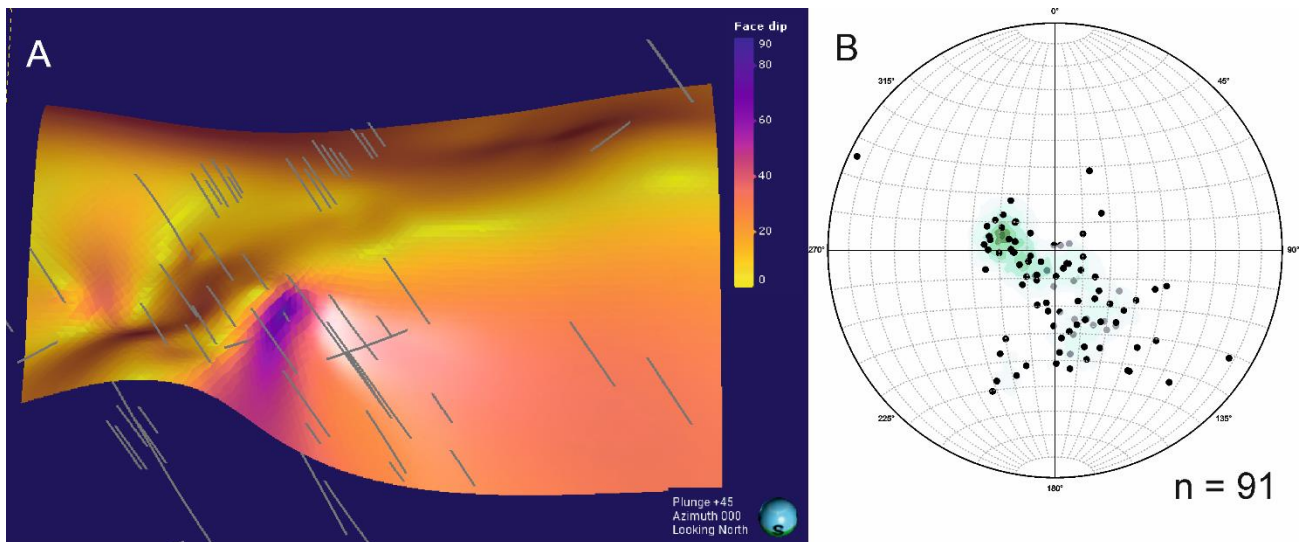 A
Face dip
90
80
60
40
20
0
Plunge +45
Azimuth 000
Looking North
S
B
0°
45°
90°
135°
180°
225°
270°
315°
n = 91